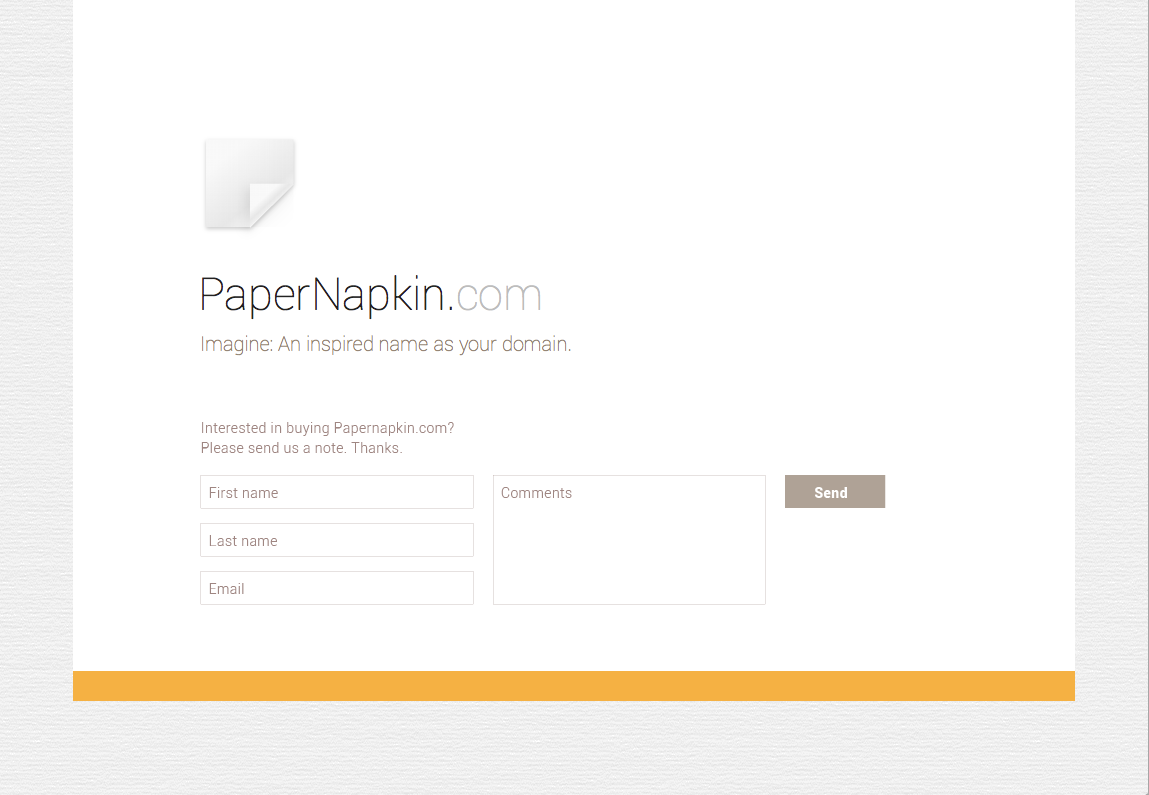 PaperNapkin.com
Imagine: An inspired name as your domain.
Interested in buying Papernapkin.com?
Please send us a note. Thanks.
First name
Last name
Email
Comments
Send